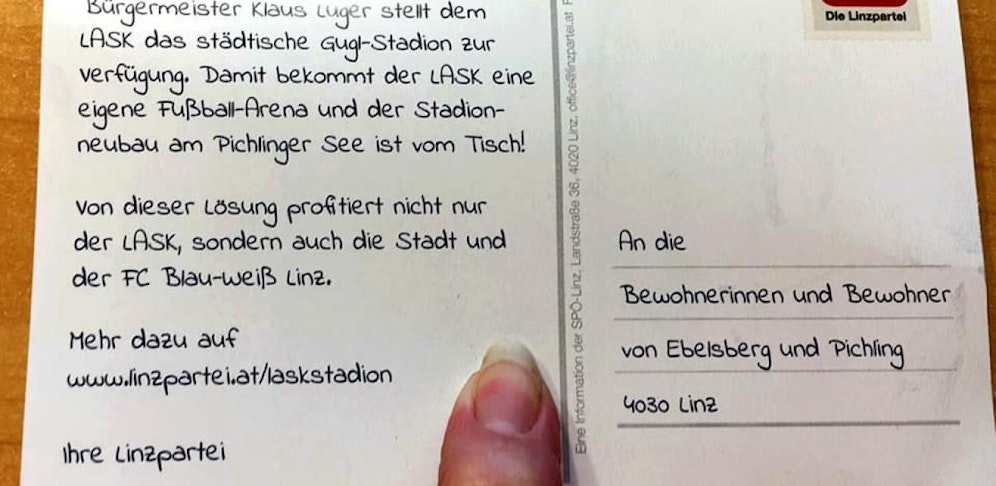 Bürgermeister Klaus Luger stellt dem
LASK das städtische Gugl-Stadion zur
Verfügung. Damit bekommt der LASK eine
eigene Fußball-Arena und der Stadion-
neubau am Pichlinger See ist vom Tisch!
Von dieser Lösung profitiert nicht nur
der LASK, sondern auch die Stadt und
der FC Blau-Weiß Linz.
Mehr dazu auf
www.linzpartei.at/laskstadion
Ihre Linzpartei
Eine Information der SPÖ-Linz, Landstraße 36, 4020 Linz, office@linzpartei.at
Die Linzpartei
An die
Bewohnerinnen und Bewohner
von Ebelsberg und Pichling
4030 Linz